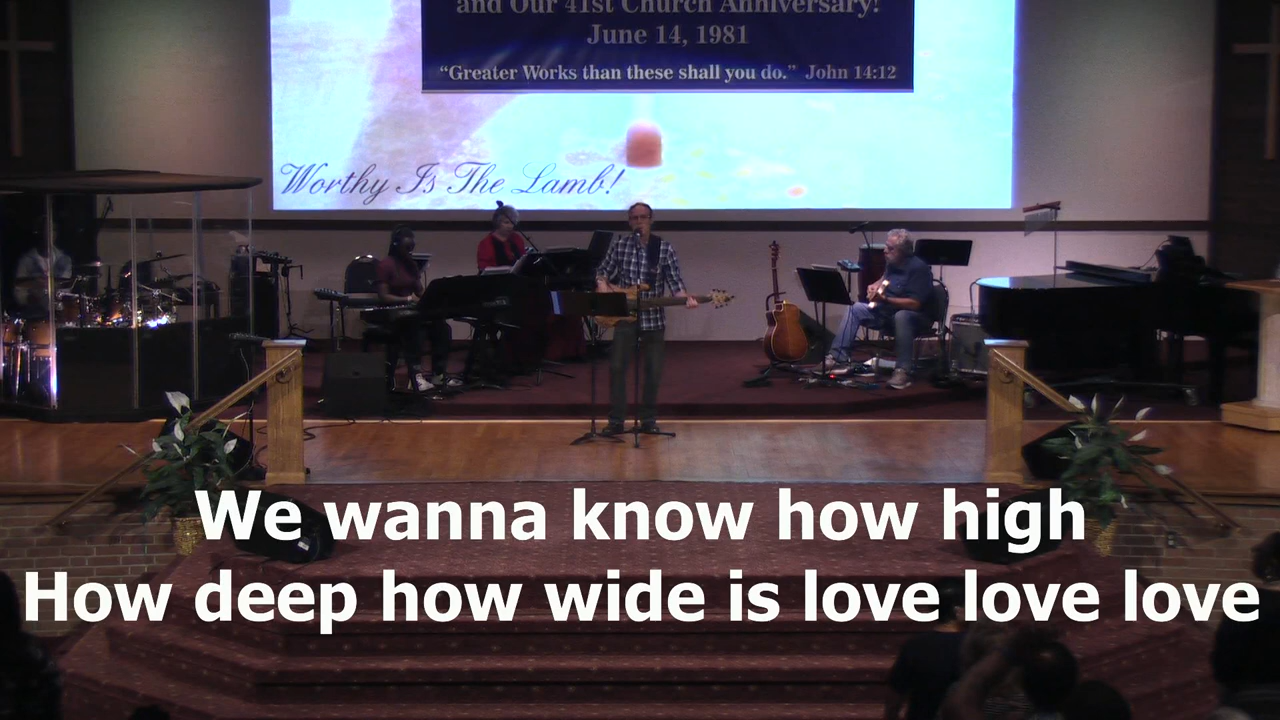 and Our 41st Church Anniversary!
June 14, 1981
“Greater Works than these shall you do.” John 14:12
Worthy Is The Lamb!
We wanna know how high
How deep how wide is love love love